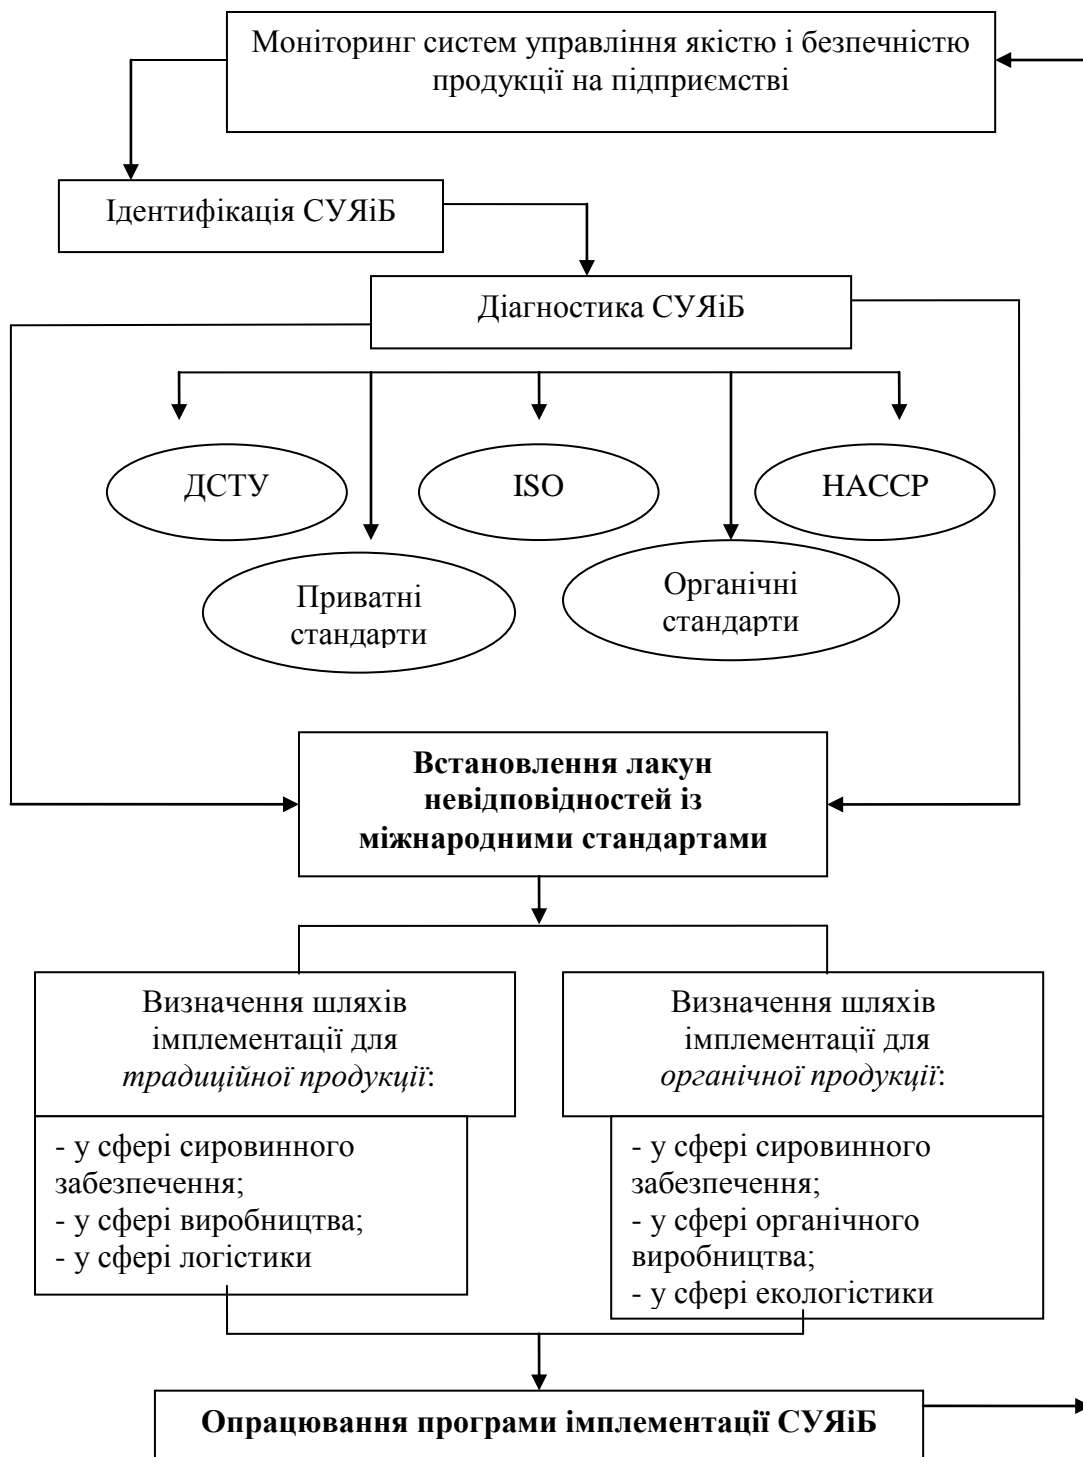 Моніторинг систем управління якістю і безпечністю
продукції на підприємстві
Ідентифікація СУЯіБ
Діагностика СУЯіБ
ДСТУ
ISO
НАССР
Приватні
стандарти
Органічні
стандарти
Встановлення лакун
невідповідностей із
міжнародними стандартами
Визначення шляхів
імплементації для
традиційної продукції:
- у сфері сировинного
забезпечення;
- у сфері виробництва;
- у сфері логістики
Визначення шляхів
імплементації для
органічної продукції:
- у сфері сировинного
забезпечення;
- у сфері органічного
виробництва;
- у сфері екологістики
Опрацювання програми імплементації СУЯіБ